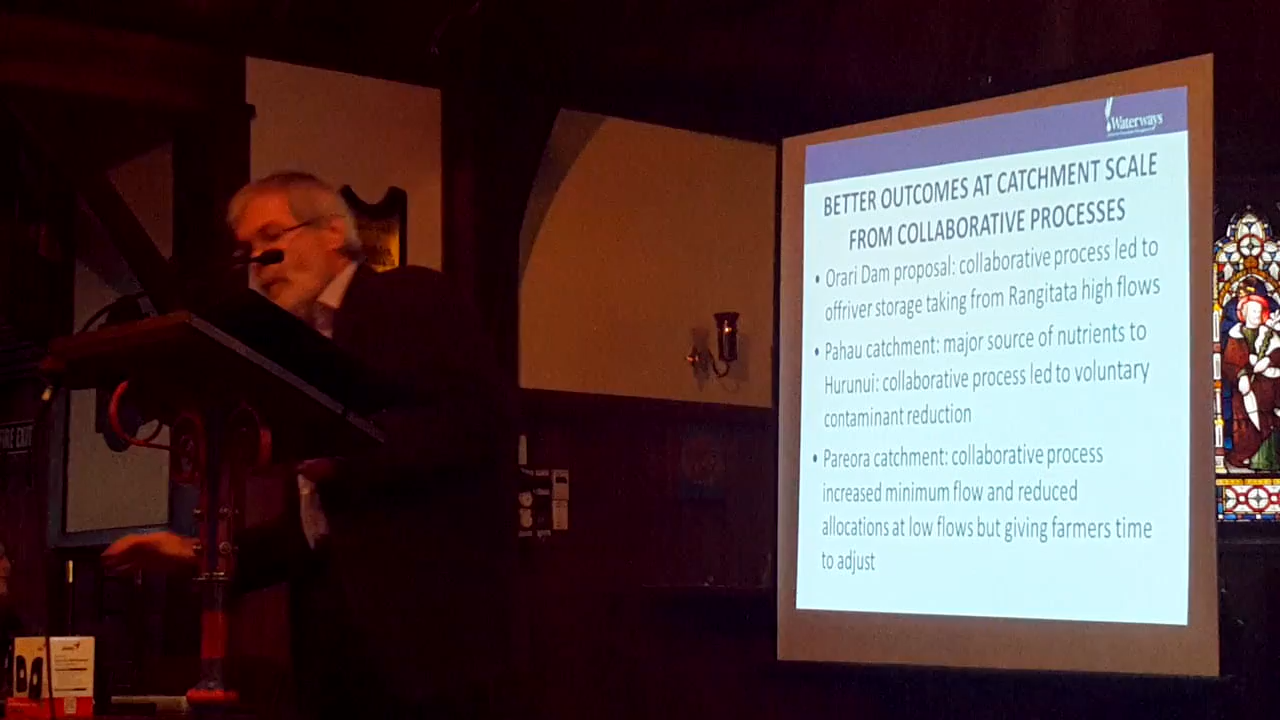 Waterways
BETTER OUTCOMES AT CATCHMENT SCALE
FROM COLLABORATIVE PROCESSES
• Orari Dam proposal: collaborative process led to
offriver storage taking from Rangitata high flows
• Pahau catchment: major source of nutrients to
Hurunui: collaborative process led to voluntary
contaminant reduction
• Pareora catchment: collaborative process
increased minimum flow and reduced
allocations at low flows but giving farmers time
to adjust
FIRE EXIT